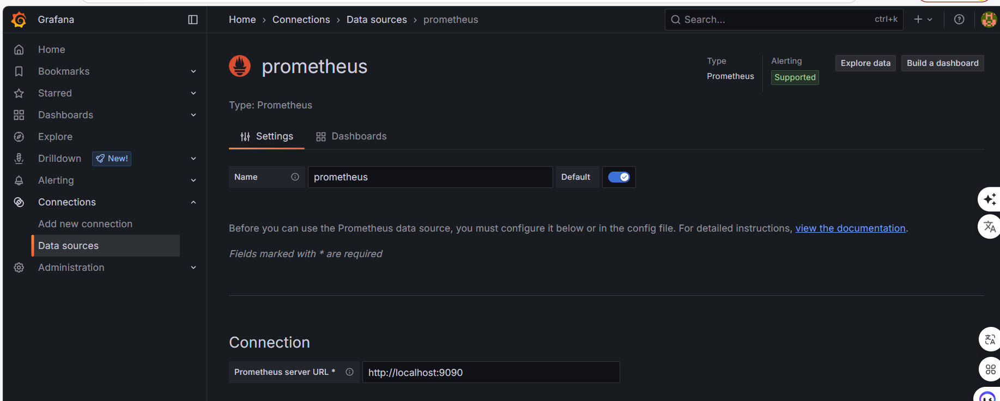 Grafana
Home › Connections › Data sources › prometheus
Search...
ctrl+k
Home
Bookmarks
Starred
Dashboards
Explore
Drilldown
New!
Alerting
Connections
Add new connection
Data sources
Administration
prometheus
Type
Prometheus
Alerting
Supported
Explore data
Build a dashboard
Type: Prometheus
Settings
Dashboards
Name
prometheus
Default
Before you can use the Prometheus data source, you must configure it below or in the config file. For detailed instructions, view the documentation.
Fields marked with * are required
Connection
Prometheus server URL *
http://localhost:9090